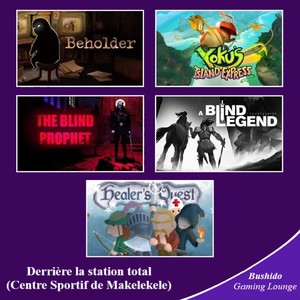 Beholder
YOKU'S
ISLAND EXPRESS
THE BLIND
PROPHET
A BLIND
LEGEND
Healer's Quest
Derrière la station total
(Centre Sportif de Makelekele)
Bushido
Gaming Lounge